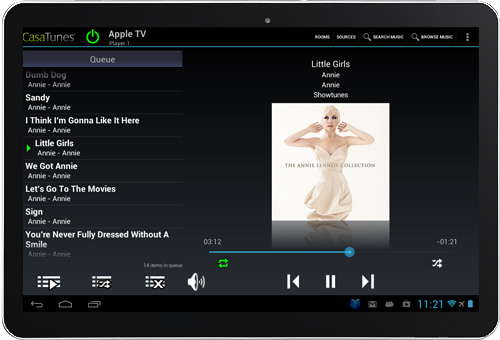 CasaTunes
Apple TV
Player 1
ROOMS
SOURCES
SEARCH MUSIC
BROWSE MUSIC
Queue
Dumb Dog
Annie - Annie
Sandy
Annie - Annie
I Think I'm Gonna Like It Here
Annie - Annie
Little Girls
Annie - Annie
We Got Annie
Annie - Annie
Let's Go To The Movies
Annie - Annie
Sign
Annie - Annie
You're Never Fully Dressed Without A
Smile
Annie - Annie
14 items in queue
Little Girls
Annie
Annie
Showtunes
THE ANNIE LENNOX COLLECTION
03:12
-01:21
11:21